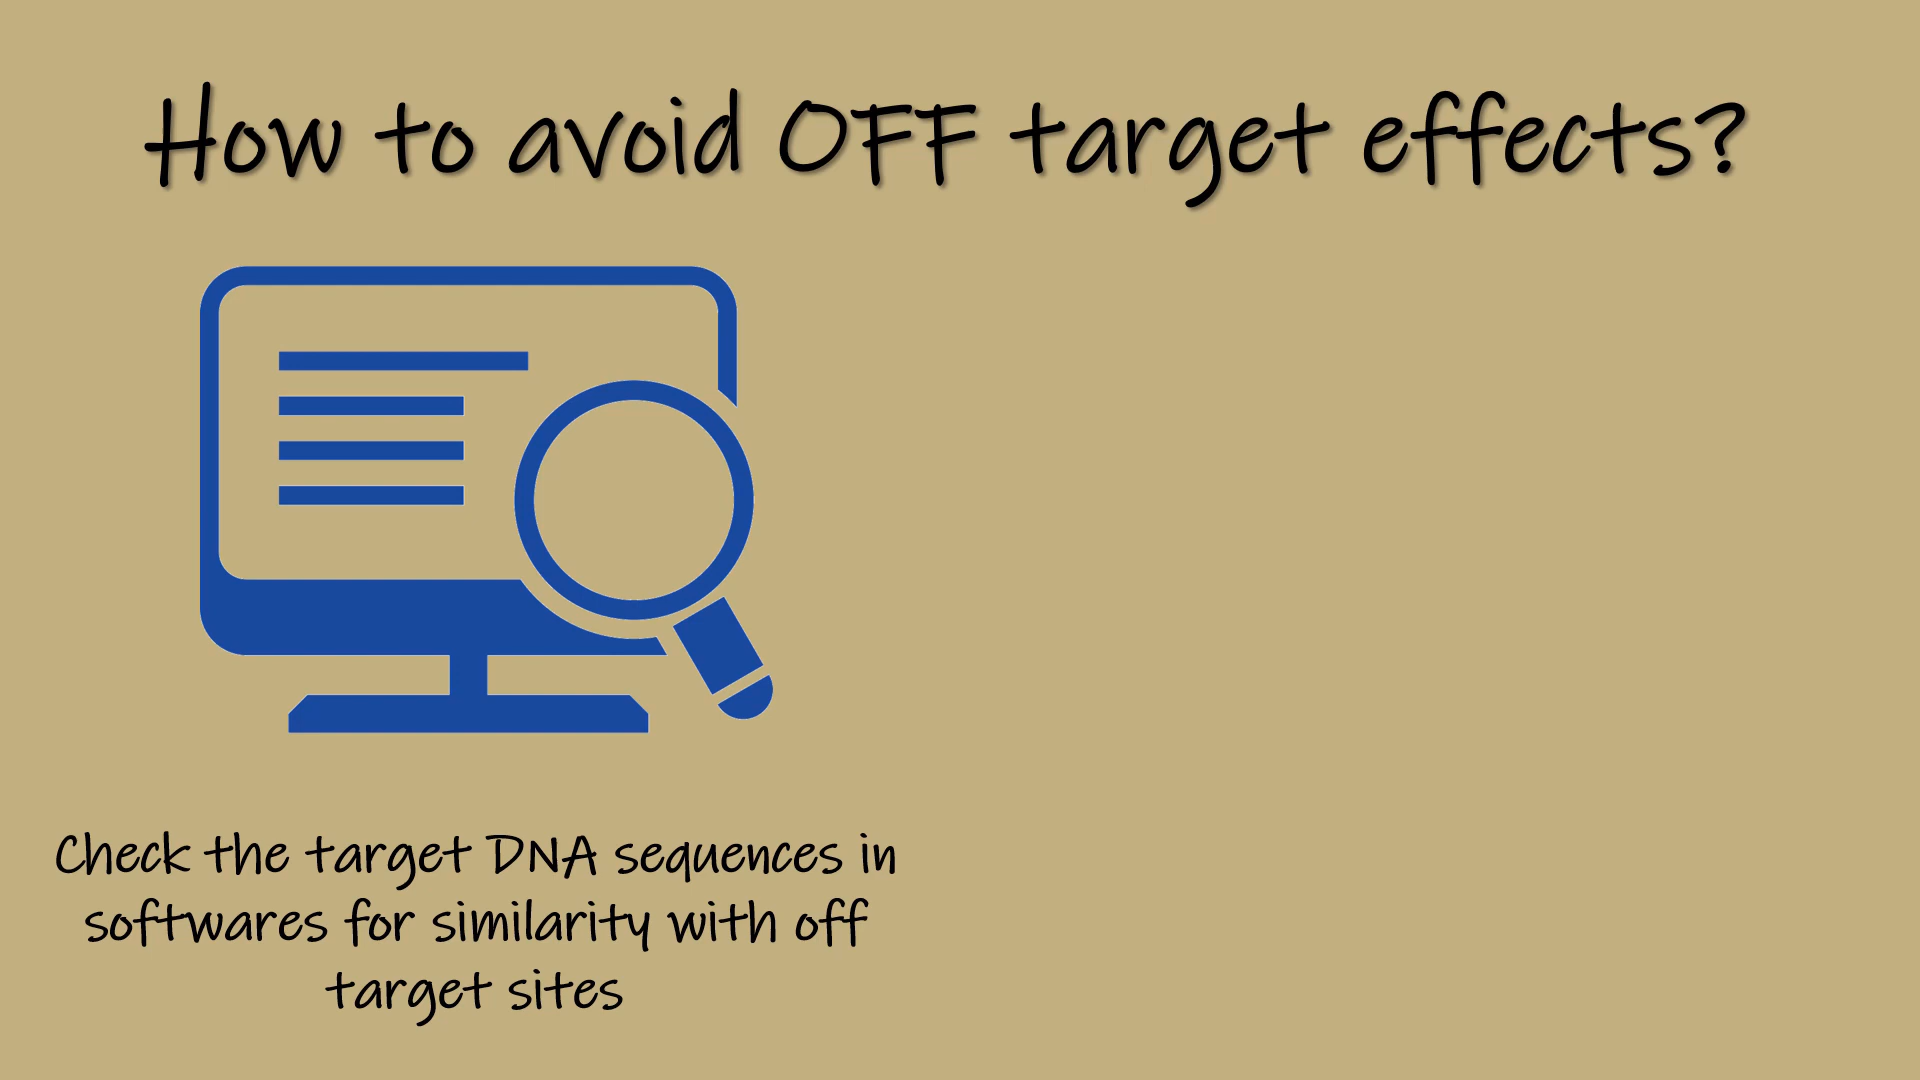 How to avoid OFF target effects?
Check the target DNA sequences in
softwares for similarity with off
target sites